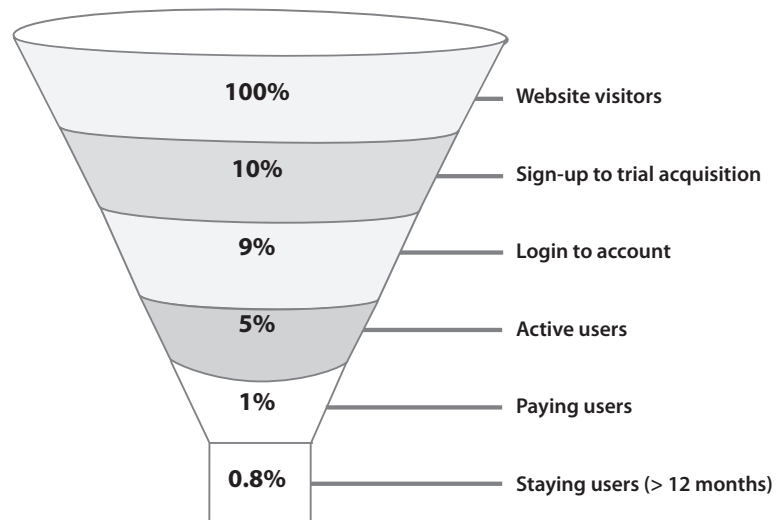 100%
Website visitors
10%
Sign-up to trial acquisition
9%
Login to account
5%
Active users
1%
Paying users
0.8%
Staying users (> 12 months)